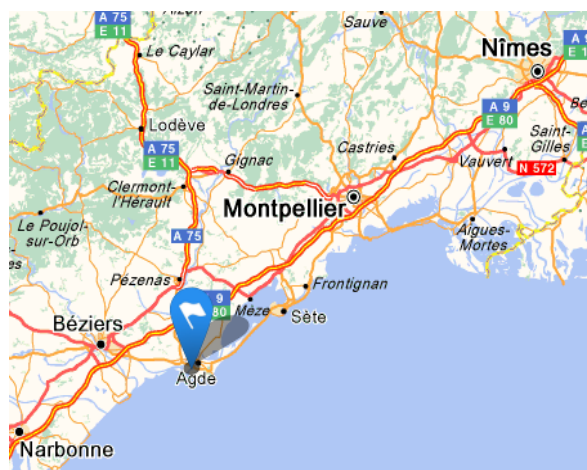 A 75
E 11
Le Caylar
Sauve
Nîmes
A 9
Saint-Martin-
de-Londres
A 9
E 80
Lodève
A 75
E 11
Gignac
Castries
Vauvert
Saint-
Gilles
N 572
Clermont-
l'Hérault
Montpellier
Le Poujol-
sur-Orb
A 75
Aigues-
Mortes
Pézenas
Frontignan
9
80
Mèze
Sète
Béziers
Agde
Narbonne